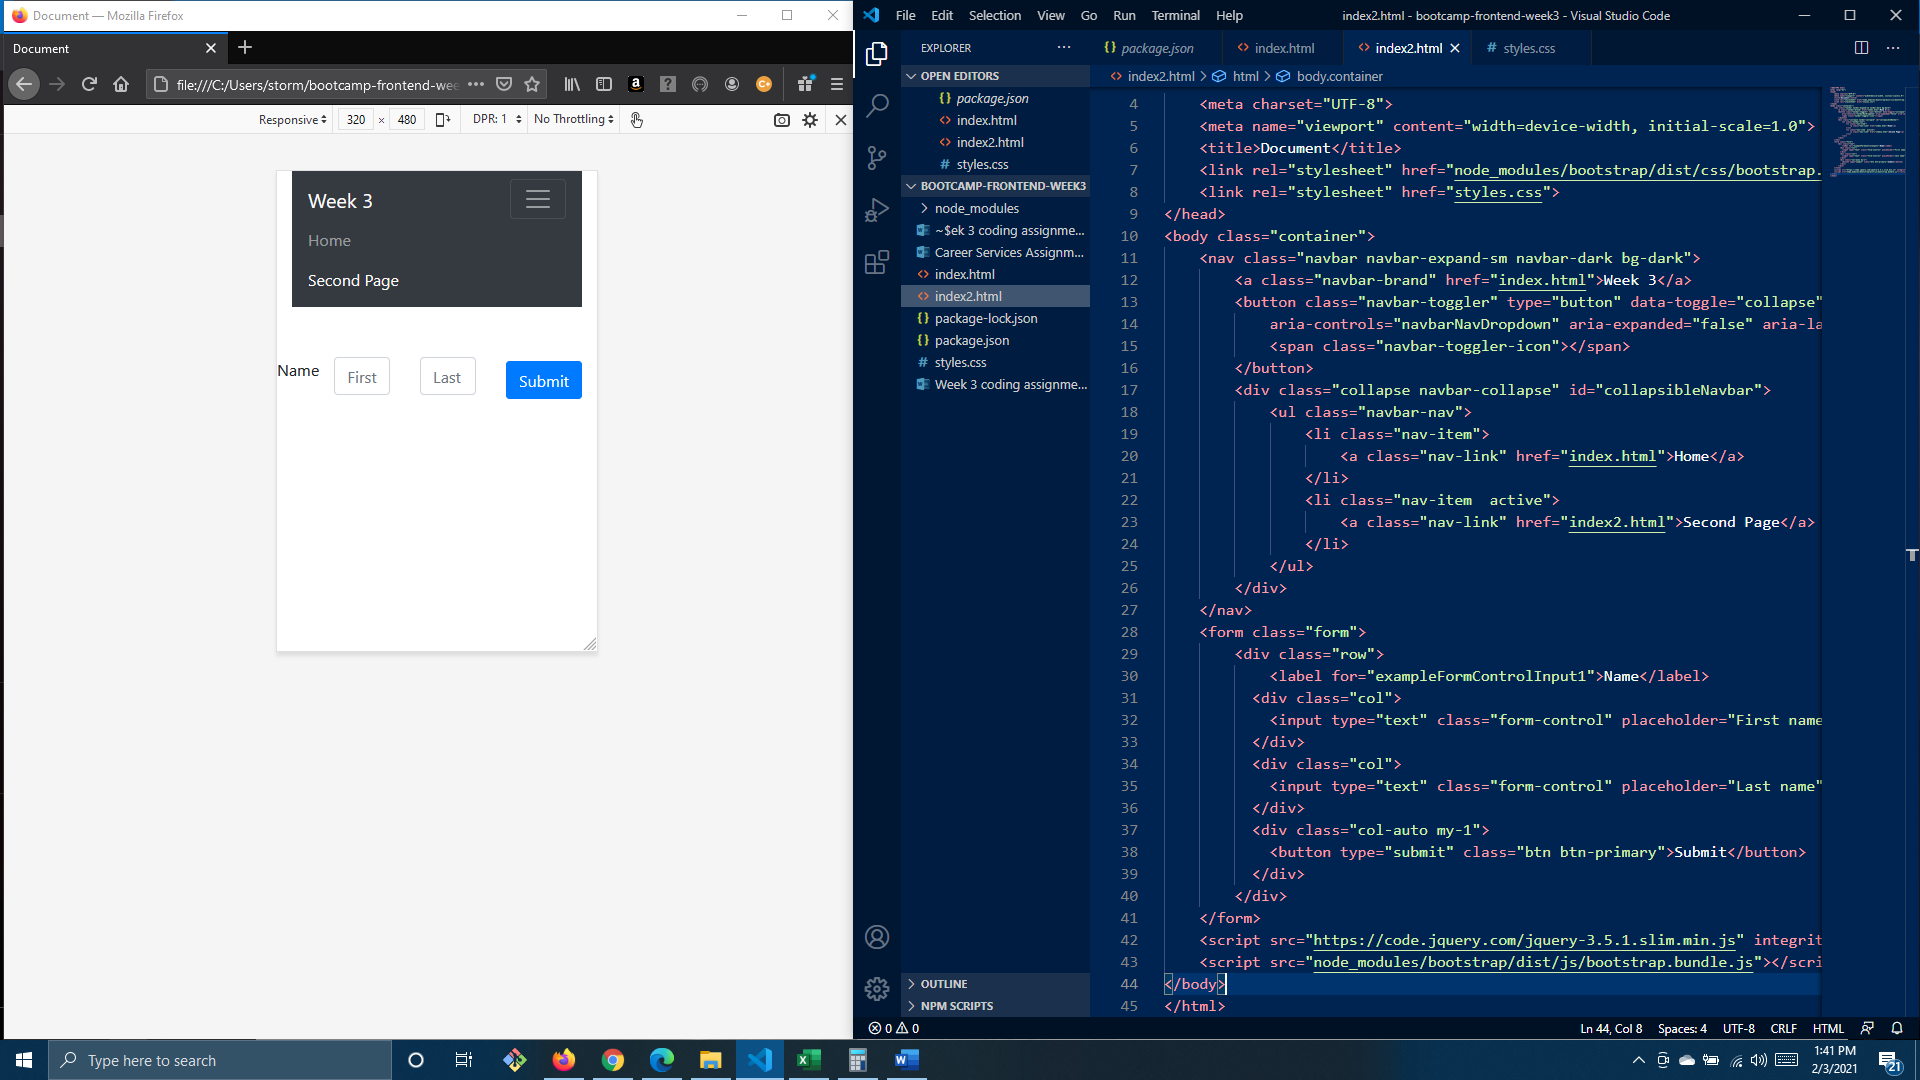 Document — Mozilla Firefox
Document
file:///C:/Users/storm/bootcamp-frontend-wee
Responsive 320 × 480 DPR: 1 No Throttling
Week 3
Home
Second Page
Name First Last Submit
File Edit Selection View Go Run Terminal Help index2.html - bootcamp-frontend-week3 - Visual Studio Code
EXPLORER
package.json index.html index2.html styles.css
OPEN EDITORS
index2.html > html > body.container
package.json
index.html
index2.html
styles.css
BOOTCAMP-FRONTEND-WEEK3
node_modules
~$ek 3 coding assignme...
Career Services Assignm...
index.html
index2.html
package-lock.json
package.json
styles.css
Week 3 coding assignme...
OUTLINE
NPM SCRIPTS
4 <meta charset="UTF-8">
5 <meta name="viewport" content="width=device-width, initial-scale=1.0">
6 <title>Document</title>
7 <link rel="stylesheet" href="node_modules/bootstrap/dist/css/bootstrap.
8 <link rel="stylesheet" href="styles.css">
9 </head>
10 <body class="container">
11 <nav class="navbar navbar-expand-sm navbar-dark bg-dark">
12 <a class="navbar-brand" href="index.html">Week 3</a>
13 <button class="navbar-toggler" type="button" data-toggle="collapse"
14 aria-controls="navbarNavDropdown" aria-expanded="false" aria-la
15 <span class="navbar-toggler-icon"></span>
16 </button>
17 <div class="collapse navbar-collapse" id="collapsibleNavbar">
18 <ul class="navbar-nav">
19 <li class="nav-item">
20 <a class="nav-link" href="index.html">Home</a>
21 </li>
22 <li class="nav-item  active">
23 <a class="nav-link" href="index2.html">Second Page</a>
24 </li>
25 </ul>
26 </div>
27 </nav>
28 <form class="form">
29 <div class="row">
30 <label for="exampleFormControlInput1">Name</label>
31 <div class="col">
32 <input type="text" class="form-control" placeholder="First name
33 </div>
34 <div class="col">
35 <input type="text" class="form-control" placeholder="Last name"
36 </div>
37 <div class="col-auto my-1">
38 <button type="submit" class="btn btn-primary">Submit</button>
39 </div>
40 </div>
41 </form>
42 <script src="https://code.jquery.com/jquery-3.5.1.slim.min.js" integrit
43 <script src="node_modules/bootstrap/dist/js/bootstrap.bundle.js"></scri
44 </body>
45 </html>
0 0 Ln 44, Col 8 Spaces: 4 UTF-8 CRLF HTML
Type here to search
1:41 PM
2/3/2021
21